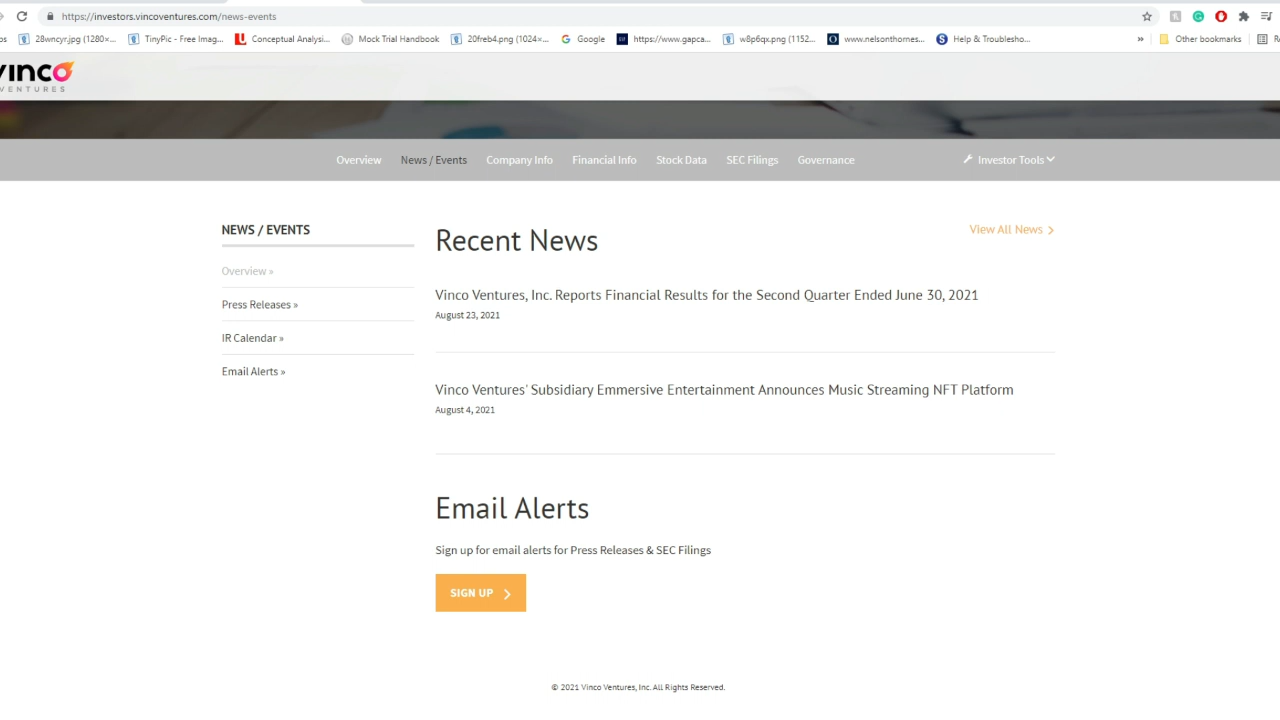 https://investors.vincoventures.com/news-events
28wncyr.jpg (1280×...
TinyPic - Free Imag...
Conceptual Analysi...
Mock Trial Handbook
20freb4.png (1024×...
Google
https://www.gapca...
w8p6qx.png (1152...
www.nelsonthornes...
Help & Troublesho...
»
Other bookmarks
VENTURES
Overview
News / Events
Company Info
Financial Info
Stock Data
SEC Filings
Governance
Investor Tools
NEWS / EVENTS
Overview »
Press Releases »
IR Calendar »
Email Alerts »
Recent News
View All News
Vinco Ventures, Inc. Reports Financial Results for the Second Quarter Ended June 30, 2021
August 23, 2021
Vinco Ventures' Subsidiary Emmersive Entertainment Announces Music Streaming NFT Platform
August 4, 2021
Email Alerts
Sign up for email alerts for Press Releases & SEC Filings
SIGN UP
© 2021 Vinco Ventures, Inc. All Rights Reserved.